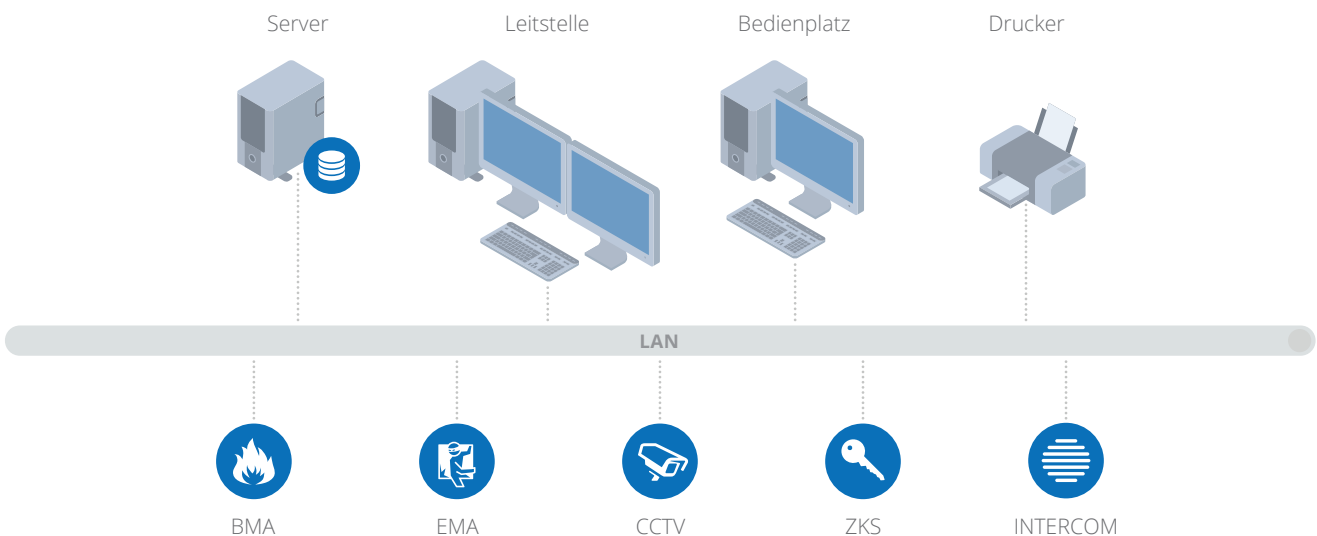 Server
Leitstelle
Bedienplatz
Drucker
LAN
BMA
EMA
CCTV
ZKS
INTERCOM